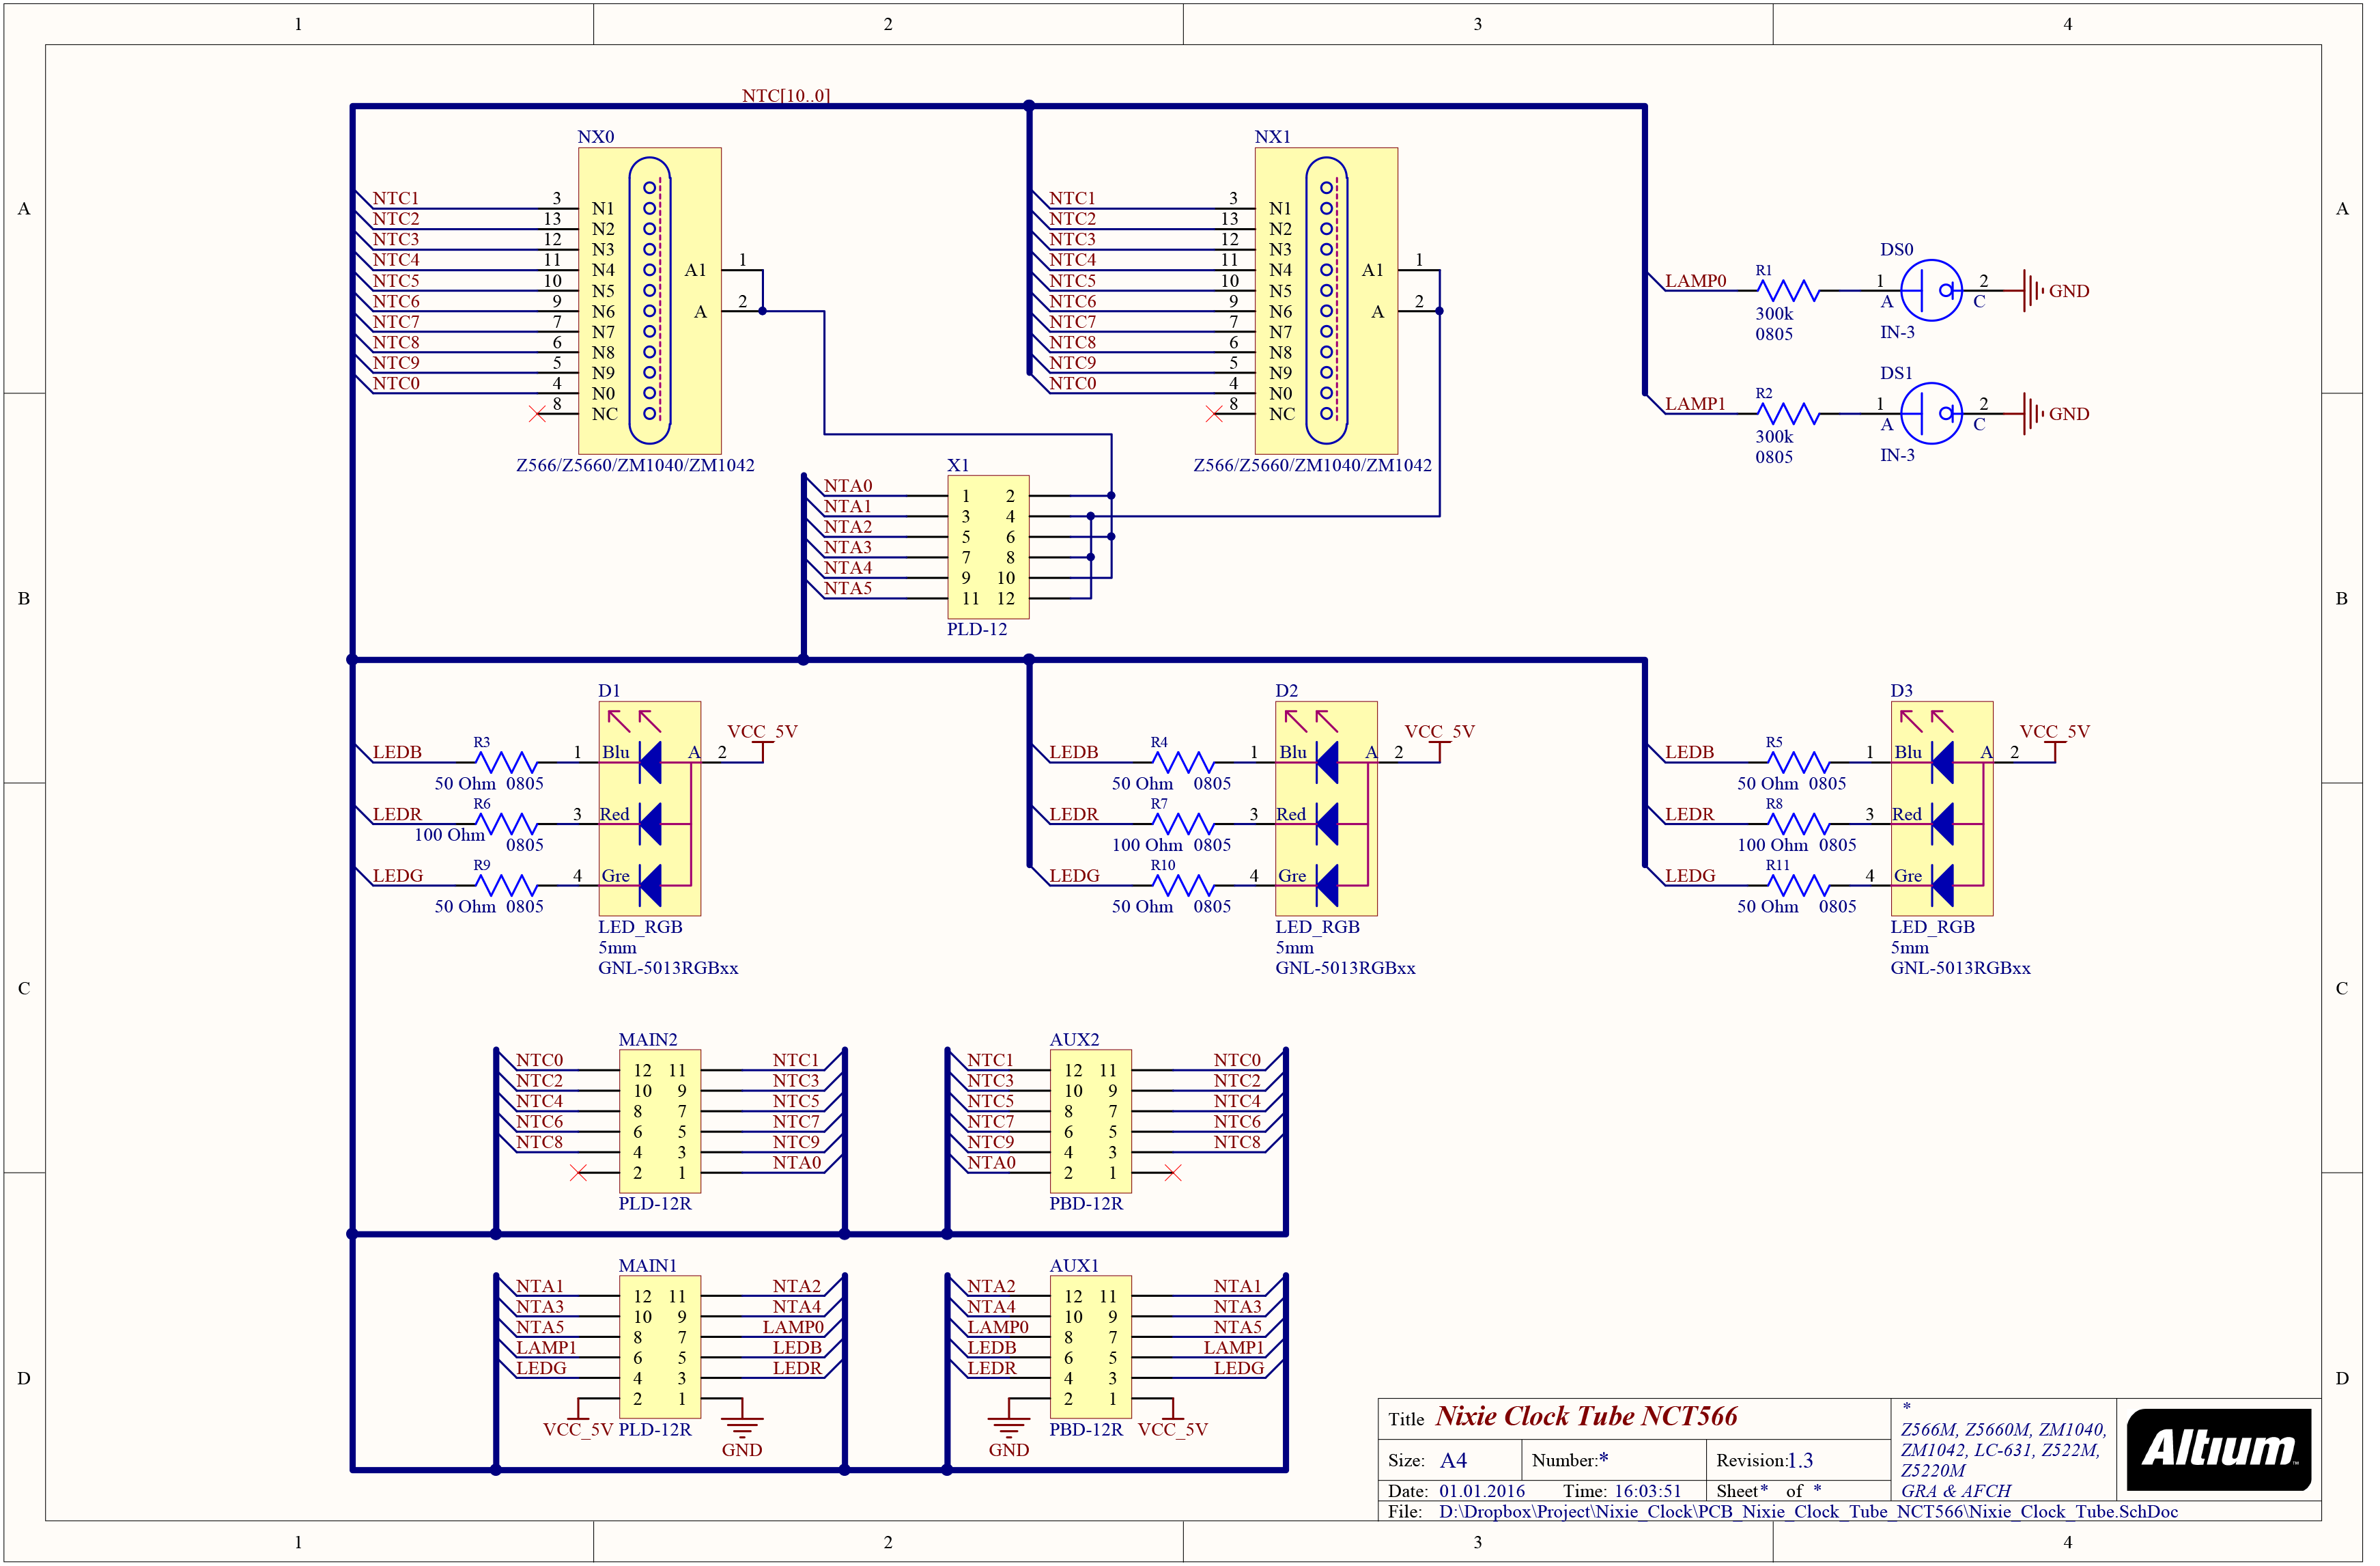 1 2 3 4
A A
B B
C C
D D
NTC[10..0]
NX0
NTC1 3 N1
NTC2 13 N2
NTC3 12 N3
NTC4 11 N4
NTC5 10 N5
NTC6 9 N6
NTC7 7 N7
NTC8 6 N8
NTC9 5 N9
NTC0 4 N0
8 NC
A1 1
A 2
Z566/Z5660/ZM1040/ZM1042
NX1
NTC1 3 N1
NTC2 13 N2
NTC3 12 N3
NTC4 11 N4
NTC5 10 N5
NTC6 9 N6
NTC7 7 N7
NTC8 6 N8
NTC9 5 N9
NTC0 4 N0
8 NC
A1 1
A 2
Z566/Z5660/ZM1040/ZM1042
DS0
LAMP0 R1 1 2 GND
A C
300k
0805
IN-3
DS1
LAMP1 R2 1 2 GND
A C
300k
0805
IN-3
X1
NTA0 1 2
NTA1 3 4
NTA2 5 6
NTA3 7 8
NTA4 9 10
NTA5 11 12
PLD-12
D1
LEDB R3 1 Blu A 2 VCC_5V
50 Ohm 0805
LEDR R6 3 Red
100 Ohm 0805
LEDG R9 4 Gre
50 Ohm 0805
LED_RGB
5mm
GNL-5013RGBxx
D2
LEDB R4 1 Blu A 2 VCC_5V
50 Ohm 0805
LEDR R7 3 Red
100 Ohm 0805
LEDG R10 4 Gre
50 Ohm 0805
LED_RGB
5mm
GNL-5013RGBxx
D3
LEDB R5 1 Blu A 2 VCC_5V
50 Ohm 0805
LEDR R8 3 Red
100 Ohm 0805
LEDG R11 4 Gre
50 Ohm 0805
LED_RGB
5mm
GNL-5013RGBxx
MAIN2
NTC0 12 11 NTC1
NTC2 10 9 NTC3
NTC4 8 7 NTC5
NTC6 6 5 NTC7
NTC8 4 3 NTC9
2 1 NTA0
PLD-12R
AUX2
NTC1 12 11 NTC0
NTC3 10 9 NTC2
NTC5 8 7 NTC4
NTC7 6 5 NTC6
NTC9 4 3 NTC8
NTA0 2 1
PBD-12R
MAIN1
NTA1 12 11 NTA2
NTA3 10 9 NTA4
NTA5 8 7 LAMP0
LAMP1 6 5 LEDB
LEDG 4 3 LEDR
2 1
VCC_5V PLD-12R
GND
AUX1
NTA2 12 11 NTA1
NTA4 10 9 NTA3
LAMP0 8 7 NTA5
LEDB 6 5 LAMP1
LEDR 4 3 LEDG
2 1
PBD-12R VCC_5V
GND
Title Nixie Clock Tube NCT566
Size: A4 Number:* Revision:1.3
Date: 01.01.2016 Time: 16:03:51 Sheet* of *
File: D:\Dropbox\Project\Nixie_Clock\PCB_Nixie_Clock_Tube_NCT566\Nixie_Clock_Tube.SchDoc
*
Z566M, Z5660M, ZM1040,
ZM1042, LC-631, Z522M,
Z5220M
GRA & AFCH
Altium™
1 2 3 4